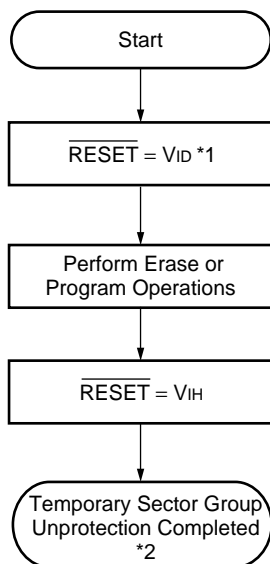 Start
RESET = VID *1
Perform Erase or
Program Operations
RESET = VIH
Temporary Sector Group
Unprotection Completed
*2